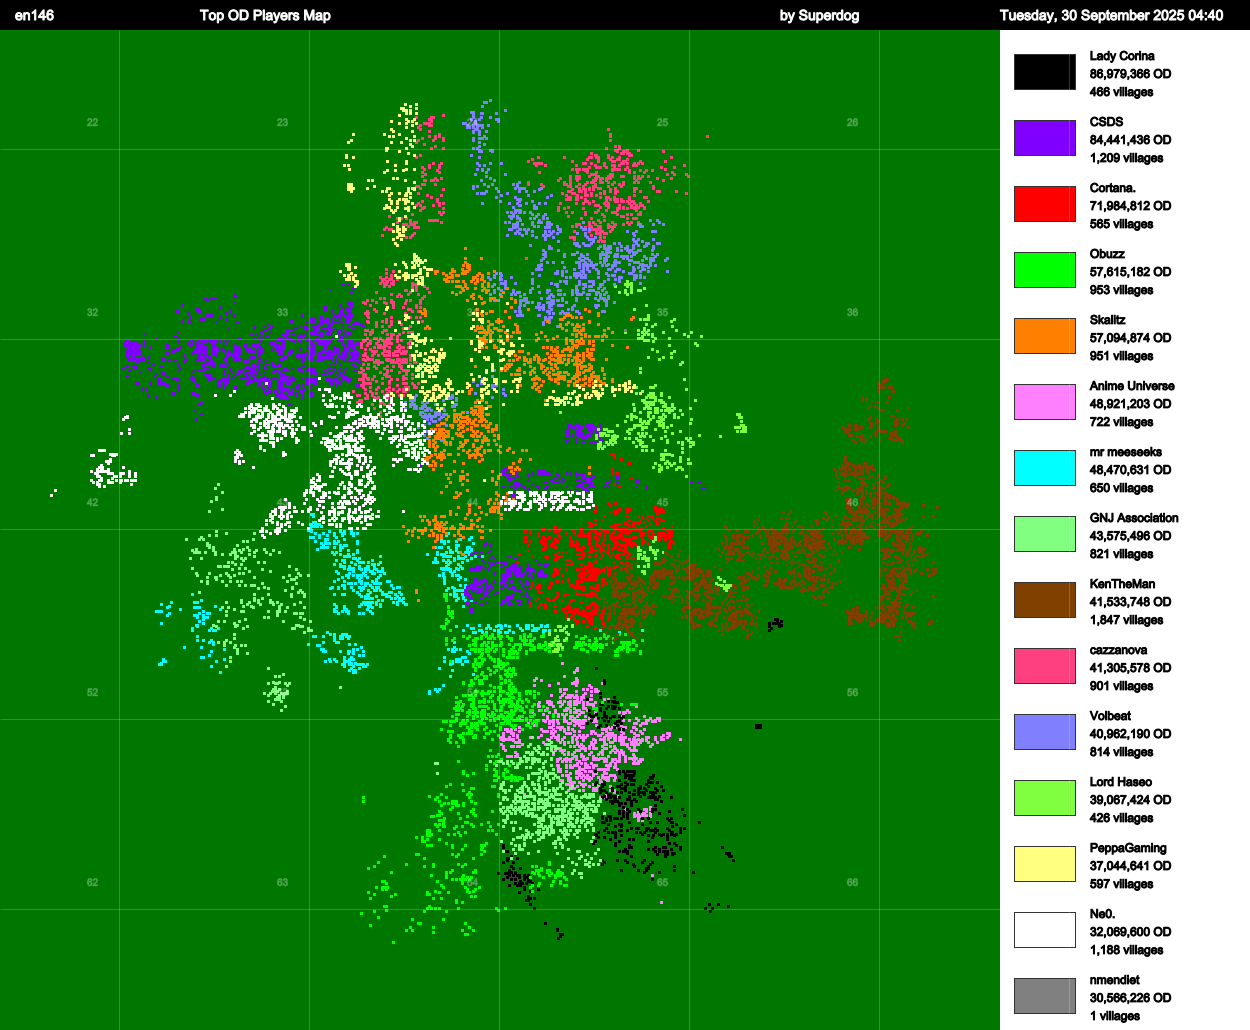 en146 Top OD Players Map by Superdog Tuesday, 30 September 2025 04:40
Lady Corina
86,979,366 OD
466 villages
CSDS
84,441,436 OD
1,209 villages
Cortana.
71,984,812 OD
565 villages
Obuzz
57,615,182 OD
953 villages
Skalitz
57,094,874 OD
951 villages
Anime Universe
48,921,203 OD
722 villages
mr meeseeks
48,470,631 OD
650 villages
GNJ Association
43,575,496 OD
821 villages
KenTheMan
41,533,748 OD
1,847 villages
cazzanova
41,305,578 OD
901 villages
Volbeat
40,962,190 OD
814 villages
Lord Haseo
39,067,424 OD
426 villages
PeppaGaming
37,044,641 OD
597 villages
Ne0.
32,069,600 OD
1,188 villages
nmendiet
30,566,226 OD
1 villages
22 23 25 26
32 33 35 36
42 43 44 45 46
52 55 56
62 63 64 65 66